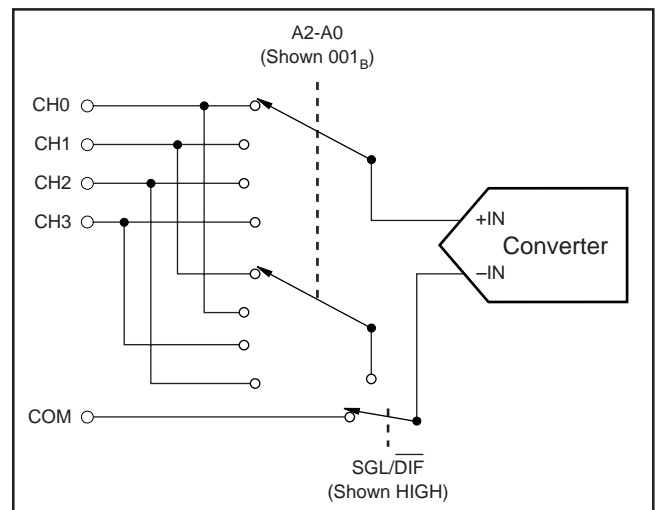 A2-A0
(Shown 001B)
CH0
CH1
CH2
CH3
+IN
Converter
–IN
COM
SGL/DIF
(Shown HIGH)